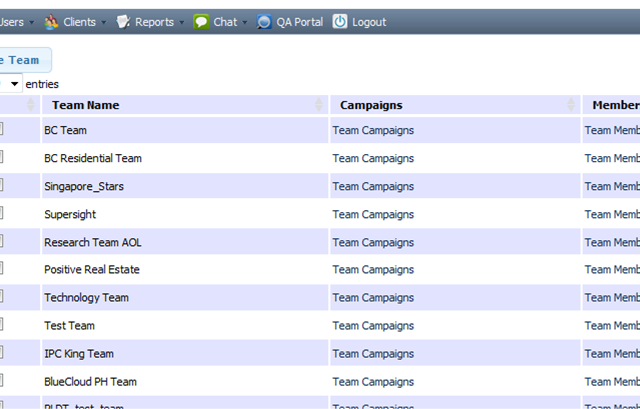 Users Clients Reports Chat QA Portal Logout
e Team
entries
Team Name Campaigns Member
BC Team Team Campaigns Team Memb
BC Residential Team Team Campaigns Team Memb
Singapore_Stars Team Campaigns Team Memb
Supersight Team Campaigns Team Memb
Research Team AOL Team Campaigns Team Memb
Positive Real Estate Team Campaigns Team Memb
Technology Team Team Campaigns Team Memb
Test Team Team Campaigns Team Memb
IPC King Team Team Campaigns Team Memb
BlueCloud PH Team Team Campaigns Team Memb
PLDT_test_team Team Campaigns Team Memb